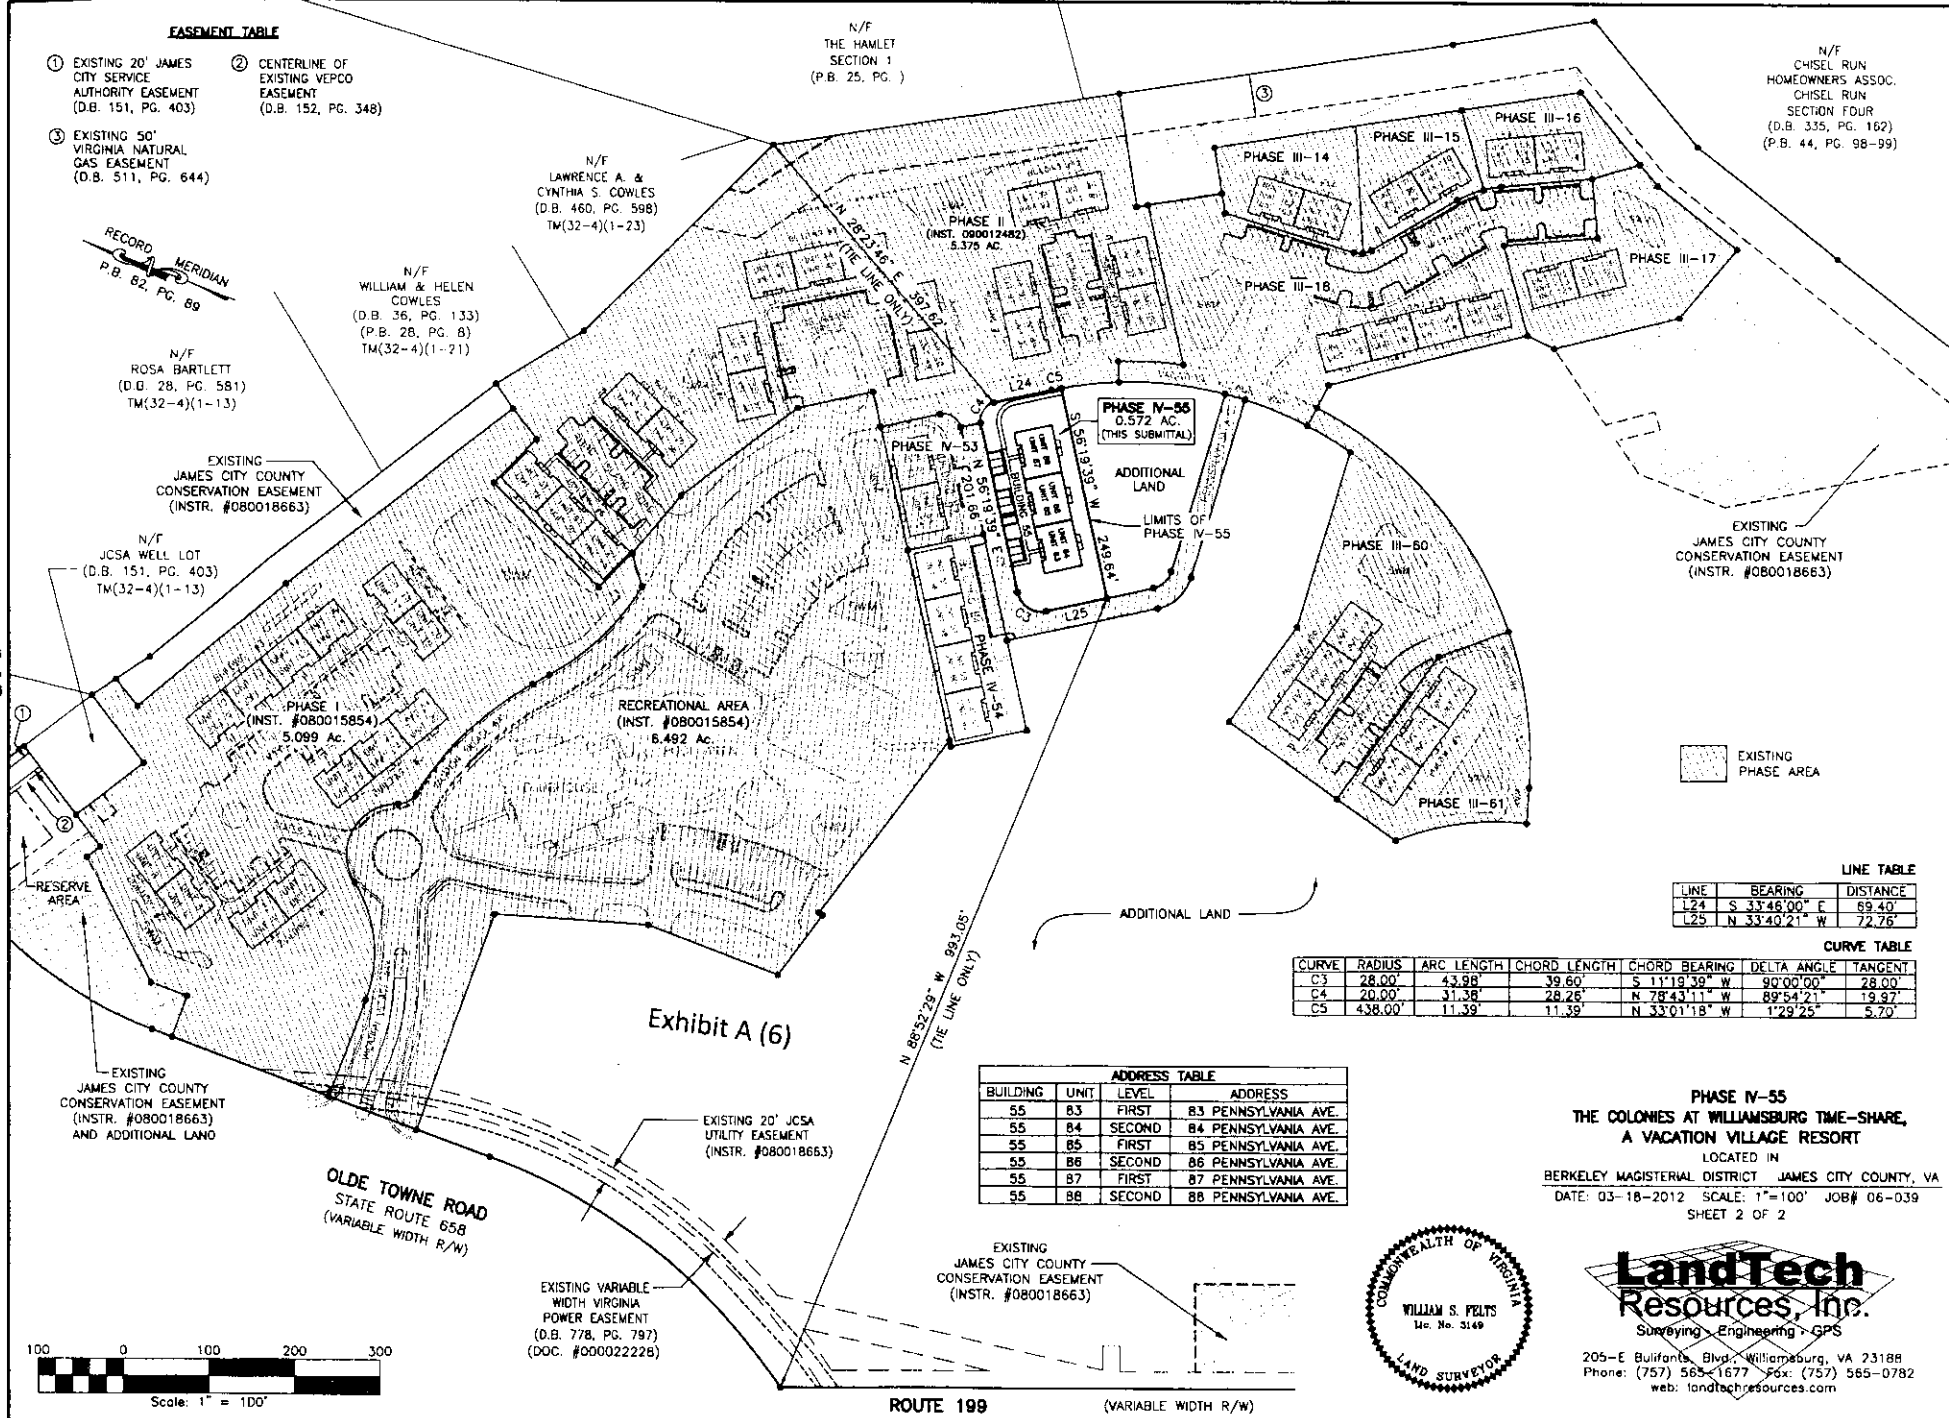 EASEMENT TABLE
① EXISTING 20' JAMES
CITY SERVICE
AUTHORITY EASEMENT
(D.B. 151, PG. 403)
② CENTERLINE OF
EXISTING VEPCO
EASEMENT
(D.B. 152, PG. 348)
③ EXISTING 50'
VIRGINIA NATURAL
GAS EASEMENT
(D.B. 511, PG. 644)
N/F
THE HAMLET
SECTION 1
(P.B. 25, PG. )
N/F
CHISEL RUN
HOMEOWNERS ASSOC.
CHISEL RUN
SECTION FOUR
(D.B. 335, PG. 162)
(P.B. 44, PG. 98-99)
N/F
LAWRENCE A. &
CYNTHIA S. COWLES
(D.B. 460, PG. 598)
TM(32-4)(1-23)
RECORD MERIDIAN
P.B. 82, PG. 89
N/F
WILLIAM & HELEN
COWLES
(D.B. 36, PG. 133)
(P.B. 28, PG. 8)
TM(32-4)(1-21)
N/F
ROSA BARTLETT
(D.B. 28, PG. 581)
TM(32-4)(1-13)
EXISTING
JAMES CITY COUNTY
CONSERVATION EASEMENT
(INSTR. #080018663)
N/F
JCSA WELL LOT
(D.B. 151, PG. 403)
TM(32-4)(1-13)
③
PHASE III-14
PHASE III-15
PHASE III-16
PHASE III-17
PHASE III-18
PHASE II
(INST. 090012482)
5.375 AC.
N 28°23'46" E 397.62'
(TIE LINE ONLY)
L24
C5
C4
PHASE IV-55
0.572 AC.
(THIS SUBMITTAL)
PHASE IV-53
N 56°19'39" E
201.66'
BUILDING 55
UNIT 88
UNIT 87
UNIT 86
UNIT 85
UNIT 84
UNIT 83
S 56°19'39" W 249.64'
ADDITIONAL
LAND
LIMITS OF
PHASE IV-55
C3
L25
PHASE IV-54
PHASE III-60
PHASE III-61
EXISTING
JAMES CITY COUNTY
CONSERVATION EASEMENT
(INSTR. #080018663)
EXISTING
PHASE AREA
PHASE I
(INST. #080015854)
5.099 Ac.
RECREATIONAL AREA
(INST. #080015854)
6.492 Ac.
①
②
RESERVE
AREA
ADDITIONAL LAND
N 88°52'29" W 993.05'
(TIE LINE ONLY)
Exhibit A (6)
LINE TABLE
LINE BEARING DISTANCE
L24 S 33°46'00" E 69.40'
L25 N 33°40'21" W 72.76'
CURVE TABLE
CURVE RADIUS ARC LENGTH CHORD LENGTH CHORD BEARING DELTA ANGLE TANGENT
C3 28.00' 43.98' 39.60' S 11°19'39" W 90°00'00" 28.00'
C4 20.00' 31.38' 28.26' N 78°43'11" W 89°54'21" 19.97'
C5 438.00' 11.39' 11.39' N 33°01'18" W 1°29'25" 5.70'
EXISTING
JAMES CITY COUNTY
CONSERVATION EASEMENT
(INSTR. #080018663)
AND ADDITIONAL LAND
EXISTING 20' JCSA
UTILITY EASEMENT
(INSTR. #080018663)
OLDE TOWNE ROAD
STATE ROUTE 658
(VARIABLE WIDTH R/W)
EXISTING VARIABLE
WIDTH VIRGINIA
POWER EASEMENT
(D.B. 778, PG. 797)
(DOC. #000022228)
ADDRESS TABLE
BUILDING UNIT LEVEL ADDRESS
55 83 FIRST 83 PENNSYLVANIA AVE.
55 84 SECOND 84 PENNSYLVANIA AVE.
55 85 FIRST 85 PENNSYLVANIA AVE.
55 86 SECOND 86 PENNSYLVANIA AVE.
55 87 FIRST 87 PENNSYLVANIA AVE.
55 88 SECOND 88 PENNSYLVANIA AVE.
EXISTING
JAMES CITY COUNTY
CONSERVATION EASEMENT
(INSTR. #080018663)
PHASE IV-55
THE COLONIES AT WILLIAMSBURG TIME-SHARE,
A VACATION VILLAGE RESORT
LOCATED IN
BERKELEY MAGISTERIAL DISTRICT JAMES CITY COUNTY, VA
DATE: 03-18-2012 SCALE: 1"=100' JOB# 06-039
SHEET 2 OF 2
COMMONWEALTH OF VIRGINIA
WILLIAM S. FELTS
Lic. No. 3149
LAND SURVEYOR
LandTech
Resources, Inc.
Surveying • Engineering • GPS
205-E Bulifants Blvd., Williamsburg, VA 23188
Phone: (757) 565-1677 Fax: (757) 565-0782
web: landtechresources.com
100 0 100 200 300
Scale: 1" = 100'
ROUTE 199 (VARIABLE WIDTH R/W)